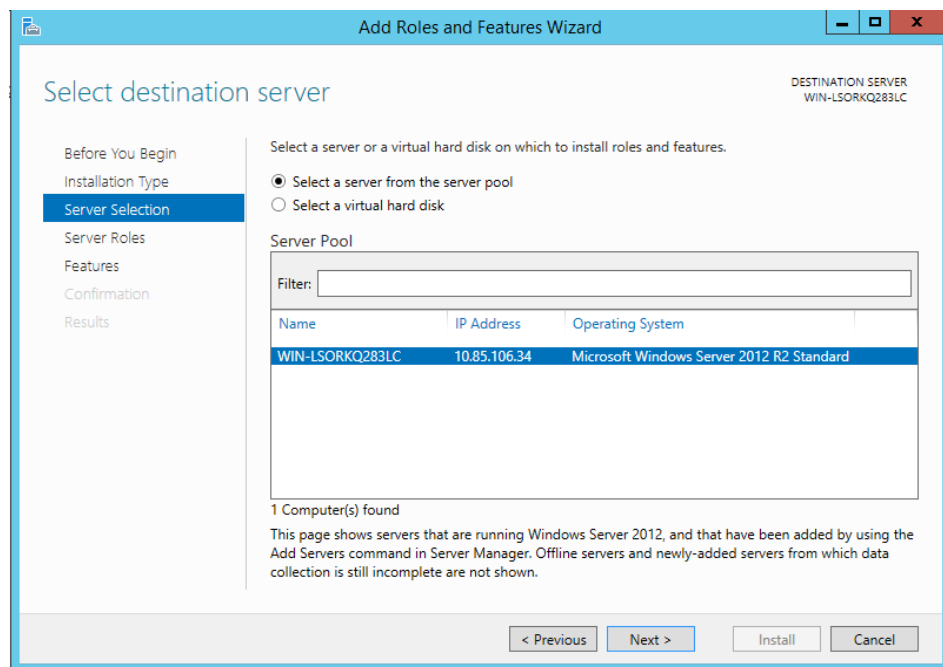 Add Roles and Features Wizard
Select destination server
DESTINATION SERVER
WIN-LSORKQ283LC
Before You Begin
Installation Type
Server Selection
Server Roles
Features
Confirmation
Results
Select a server or a virtual hard disk on which to install roles and features.
Select a server from the server pool
Select a virtual hard disk
Server Pool
Filter:
Name IP Address Operating System
WIN-LSORKQ283LC 10.85.106.34 Microsoft Windows Server 2012 R2 Standard
1 Computer(s) found
This page shows servers that are running Windows Server 2012, and that have been added by using the
Add Servers command in Server Manager. Offline servers and newly-added servers from which data
collection is still incomplete are not shown.
< Previous Next > Install Cancel